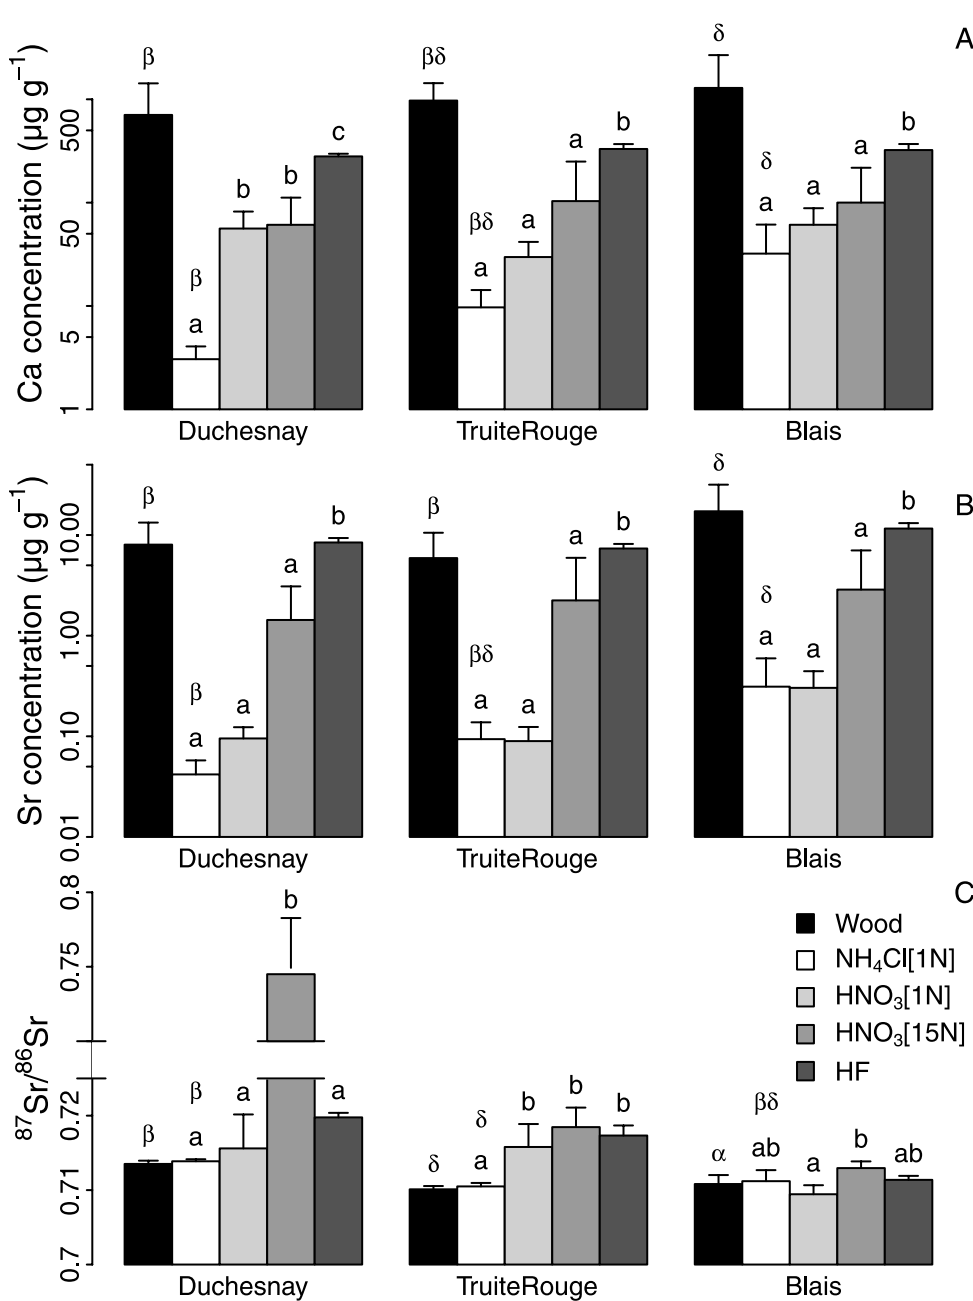 A
Ca concentration (µg g⁻¹)
500
50
5
1
β
β
a
b
b
c
βδ
βδ
a
a
a
b
δ
δ
a
a
a
b
Duchesnay
TruiteRouge
Blais
B
Sr concentration (µg g⁻¹)
10.00
1.00
0.10
0.01
β
β
a
a
a
b
β
βδ
a
a
a
b
δ
δ
a
a
a
b
Duchesnay
TruiteRouge
Blais
C
⁸⁷Sr/⁸⁶Sr
0.8
0.75
0.72
0.71
0.7
β
β
a
a
b
a
δ
δ
a
b
b
b
α
βδ
ab
a
b
ab
Wood
NH₄Cl[1N]
HNO₃[1N]
HNO₃[15N]
HF
Duchesnay
TruiteRouge
Blais